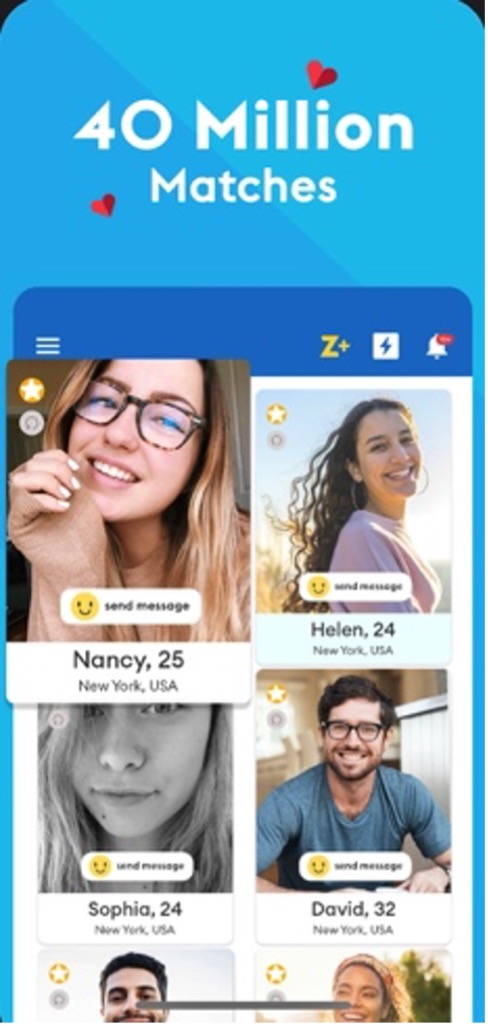 40 Million
Matches
Z+
send message
Nancy, 25
New York, USA
send message
Helen, 24
New York, USA
send message
Sophia, 24
New York, USA
send message
David, 32
New York, USA